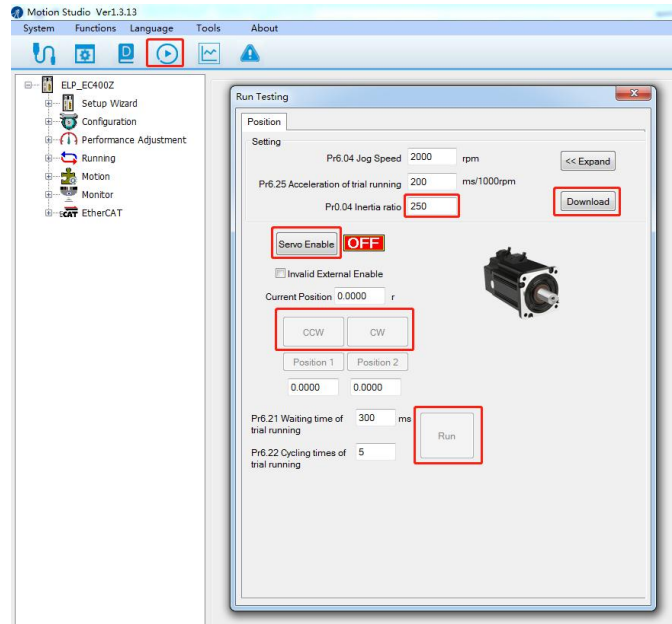 Motion Studio Ver1.3.13
System Functions Language Tools About
ELP_EC400Z
Setup Wizard
Configuration
Performance Adjustment
Running
Motion
Monitor
EtherCAT
Run Testing
Position
Setting
Pr6.04 Jog Speed 2000 rpm
<< Expand
Pr6.25 Acceleration of trial running 200 ms/1000rpm
Pr0.04 Inertia ratio 250
Download
Servo Enable OFF
Invalid External Enable
Current Position 0.0000 r
CCW CW
Position 1 Position 2
0.0000 0.0000
Pr6.21 Waiting time of 300 ms
trial running
Run
Pr6.22 Cycling times of 5
trial running